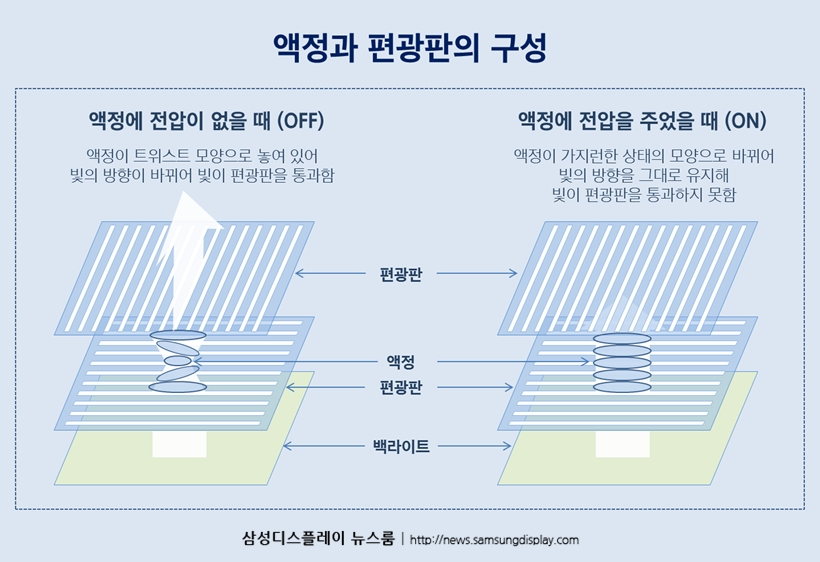 액정과 편광판의 구성
액정에 전압이 없을 때 (OFF)
액정이 트위스트 모양으로 놓여 있어
빛의 방향이 바뀌어 빛이 편광판을 통과함
액정에 전압을 주었을 때 (ON)
액정이 가지런한 상태의 모양으로 바뀌어
빛의 방향을 그대로 유지해
빛이 편광판을 통과하지 못함
편광판
액정
편광판
백라이트
삼성디스플레이 뉴스룸 | http://news.samsungdisplay.com